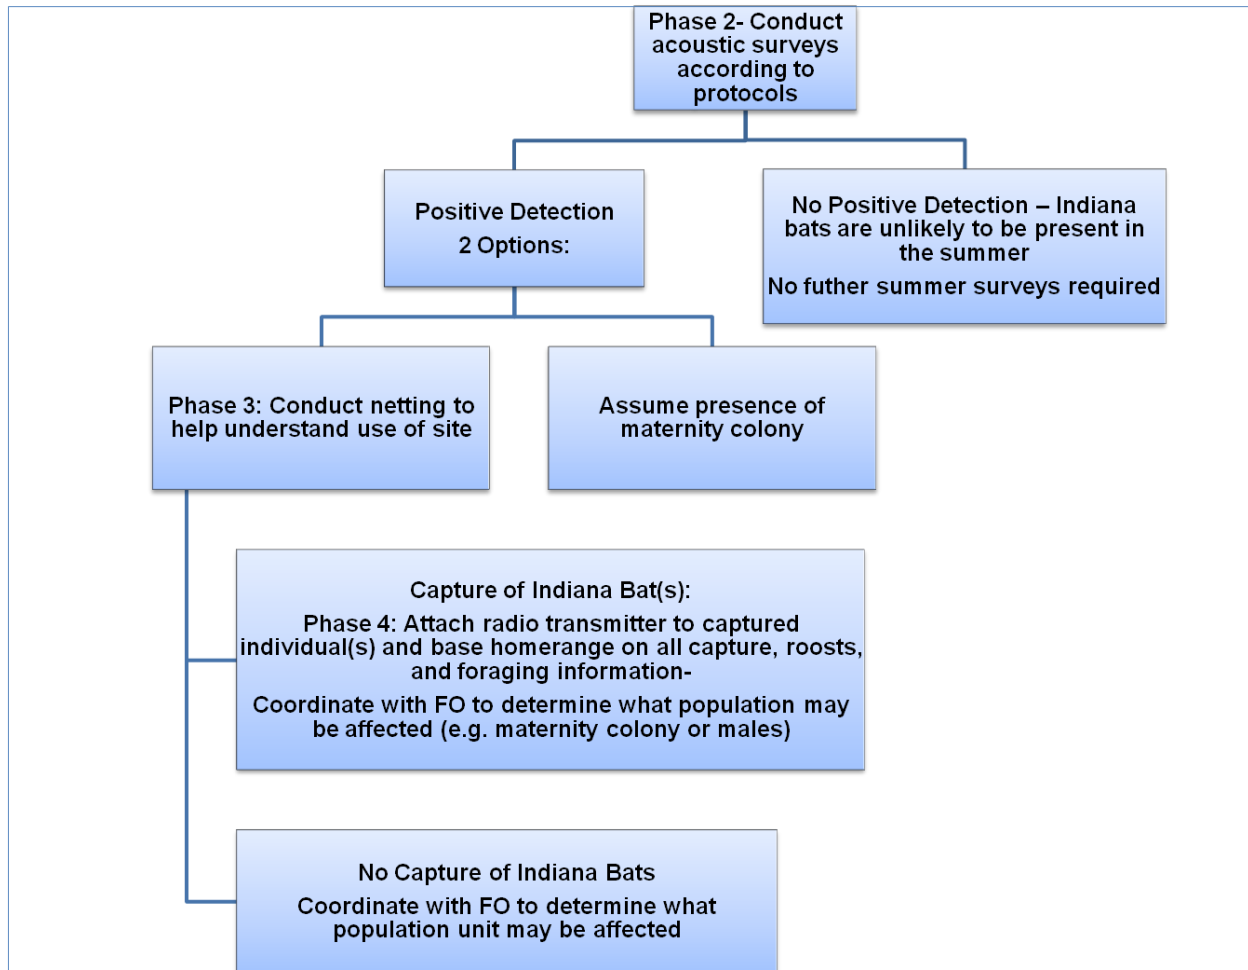 Phase 2- Conduct
acoustic surveys
according to
protocols
Positive Detection
2 Options:
No Positive Detection – Indiana
bats are unlikely to be present in
the summer
No futher summer surveys required
Phase 3: Conduct netting to
help understand use of site
Assume presence of
maternity colony
Capture of Indiana Bat(s):
Phase 4: Attach radio transmitter to captured
individual(s) and base homerange on all capture, roosts,
and foraging information-
Coordinate with FO to determine what population may
be affected (e.g. maternity colony or males)
No Capture of Indiana Bats
Coordinate with FO to determine what
population unit may be affected